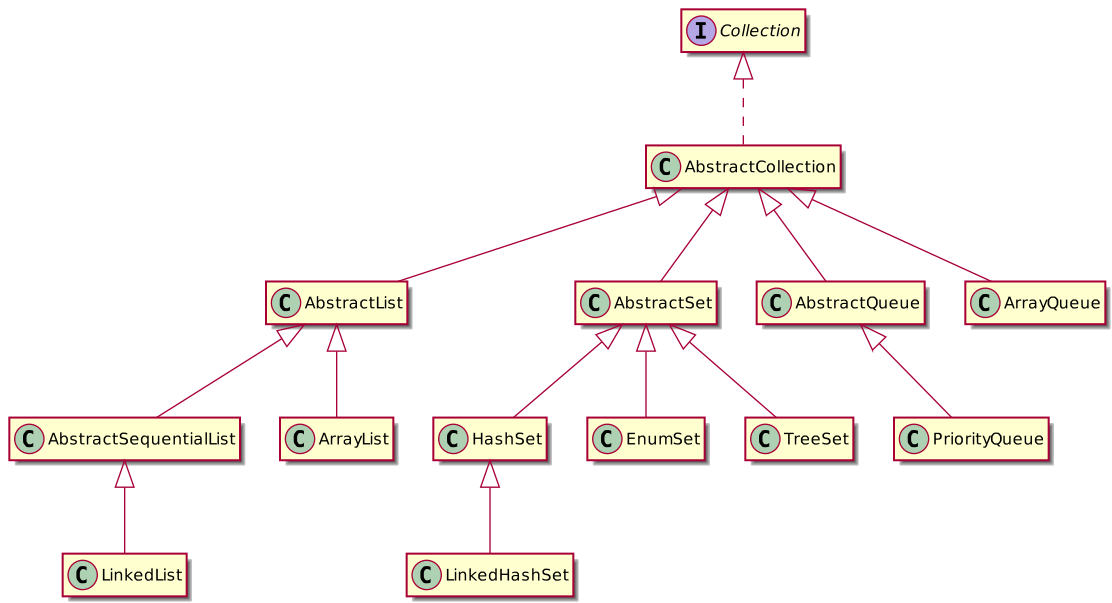 I Collection
C AbstractCollection
C AbstractList
C AbstractSet
C AbstractQueue
C ArrayQueue
C AbstractSequentialList
C ArrayList
C HashSet
C EnumSet
C TreeSet
C PriorityQueue
C LinkedList
C LinkedHashSet